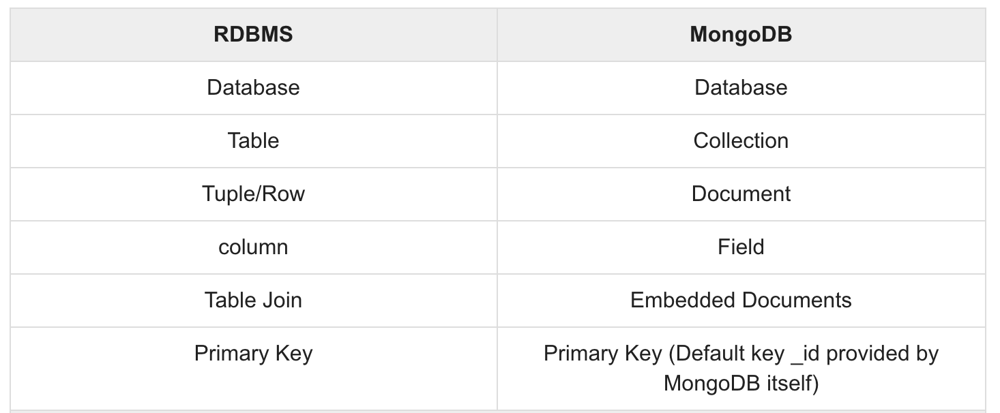 RDBMS MongoDB
Database Database
Table Collection
Tuple/Row Document
column Field
Table Join Embedded Documents
Primary Key Primary Key (Default key _id provided by
MongoDB itself)